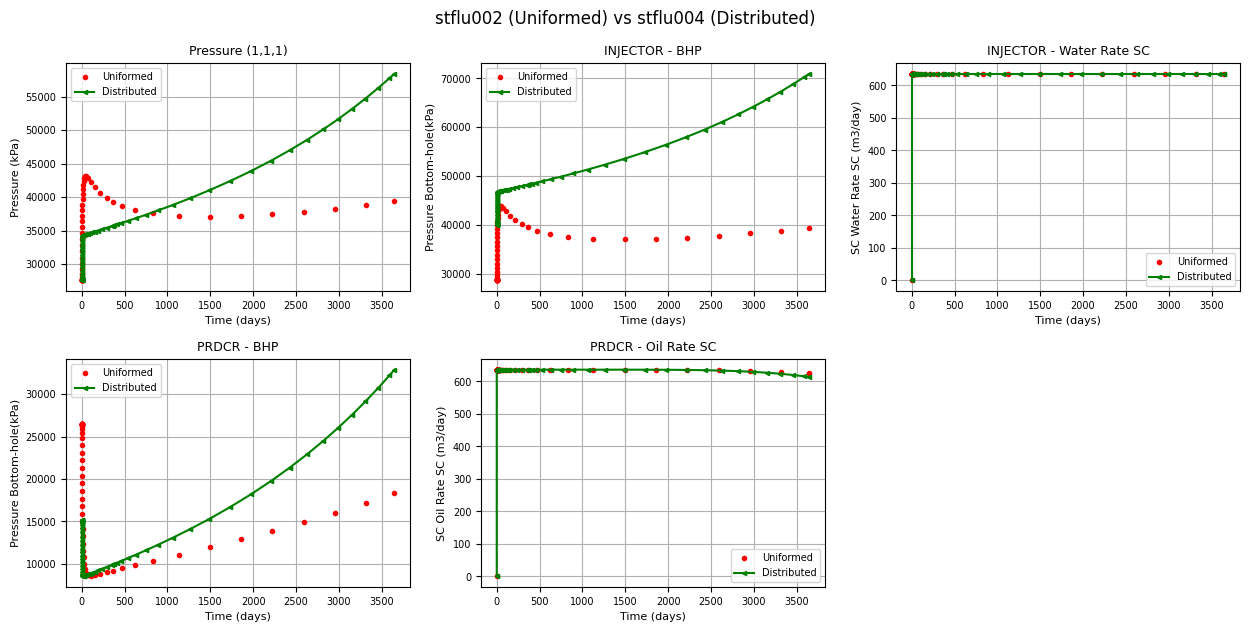 stflu002 (Uniformed) vs stflu004 (Distributed)
Pressure (1,1,1)
Pressure (kPa)
55000
50000
45000
40000
35000
30000
Uniformed
Distributed
0 500 1000 1500 2000 2500 3000 3500
Time (days)
INJECTOR - BHP
Pressure Bottom-hole(kPa)
70000
60000
50000
40000
30000
Uniformed
Distributed
0 500 1000 1500 2000 2500 3000 3500
Time (days)
INJECTOR - Water Rate SC
SC Water Rate SC (m3/day)
600
500
400
300
200
100
0
Uniformed
Distributed
0 500 1000 1500 2000 2500 3000 3500
Time (days)
PRDCR - BHP
Pressure Bottom-hole(kPa)
30000
25000
20000
15000
10000
Uniformed
Distributed
0 500 1000 1500 2000 2500 3000 3500
Time (days)
PRDCR - Oil Rate SC
SC Oil Rate SC (m3/day)
600
500
400
300
200
100
0
Uniformed
Distributed
0 500 1000 1500 2000 2500 3000 3500
Time (days)